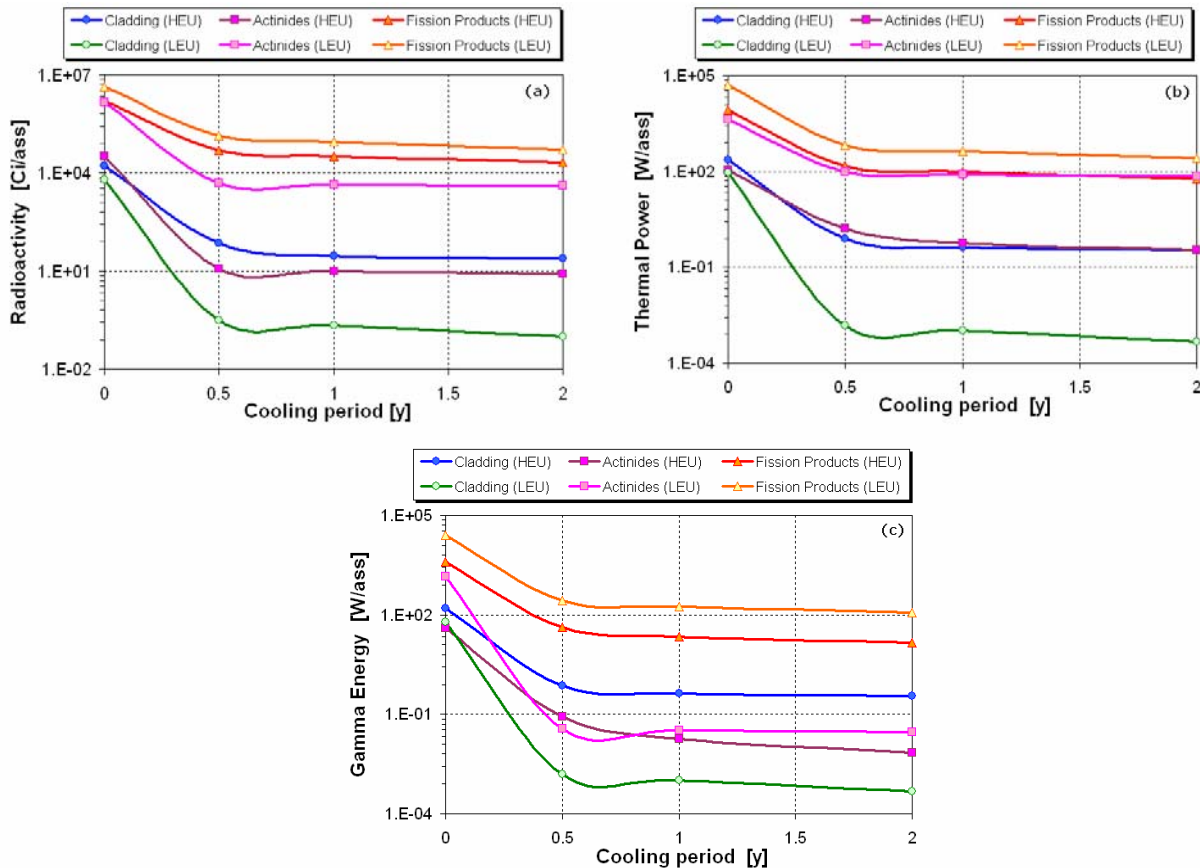 Cladding (HEU) Actinides (HEU) Fission Products (HEU)
Cladding (LEU) Actinides (LEU) Fission Products (LEU)
1.E+07
1.E+04
1.E+01
1.E-02
Radioactivity [Ci/ass]
(a)
0 0.5 1 1.5 2
Cooling period [y]
Cladding (HEU) Actinides (HEU) Fission Products (HEU)
Cladding (LEU) Actinides (LEU) Fission Products (LEU)
1.E+05
1.E+02
1.E-01
1.E-04
Thermal Power [W/ass]
(b)
0 0.5 1 1.5 2
Cooling period [y]
Cladding (HEU) Actinides (HEU) Fission Products (HEU)
Cladding (LEU) Actinides (LEU) Fission Products (LEU)
1.E+05
1.E+02
1.E-01
1.E-04
Gamma Energy [W/ass]
(c)
0 0.5 1 1.5 2
Cooling period [y]